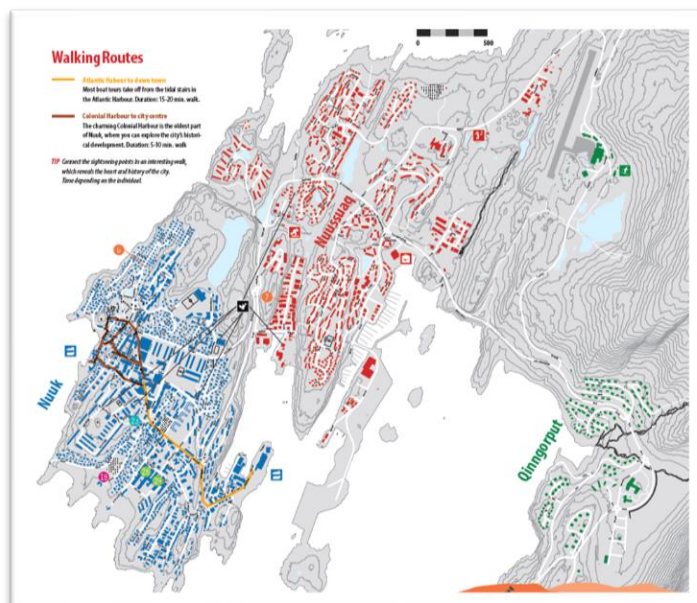 0 500
Walking Routes
Atlantic Harbour to down town
Most boat tours take off from the tidal stairs in
the Atlantic Harbour. Duration: 15-20 min. walk.
Colonial Harbour to city centre
The charming Colonial Harbour is the oldest part
of Nuuk, where you can explore the city's histori-
cal development. Duration: 5-10 min. walk
TIP Connect the sightseeing points in an interesting walk,
which reveals the heart and history of the city.
Time depending on the individual.
Nuussuaq
6
7
Nuuk
Qinngorput